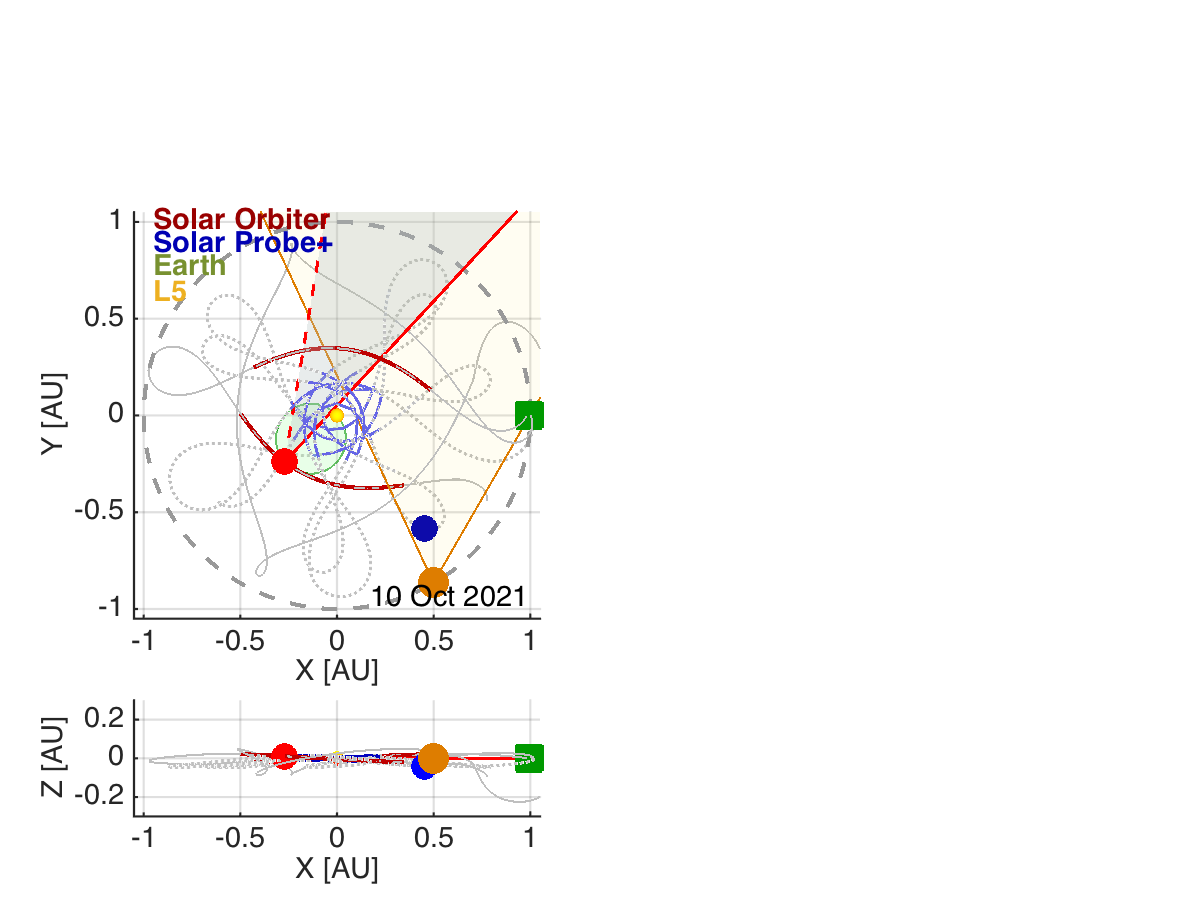 Solar Orbiter
Solar Probe+
Earth
L5
1
0.5
0
-0.5
-1
Y [AU]
10 Oct 2021
-1 -0.5 0 0.5 1
X [AU]
0.2
0
-0.2
Z [AU]
-1 -0.5 0 0.5 1
X [AU]